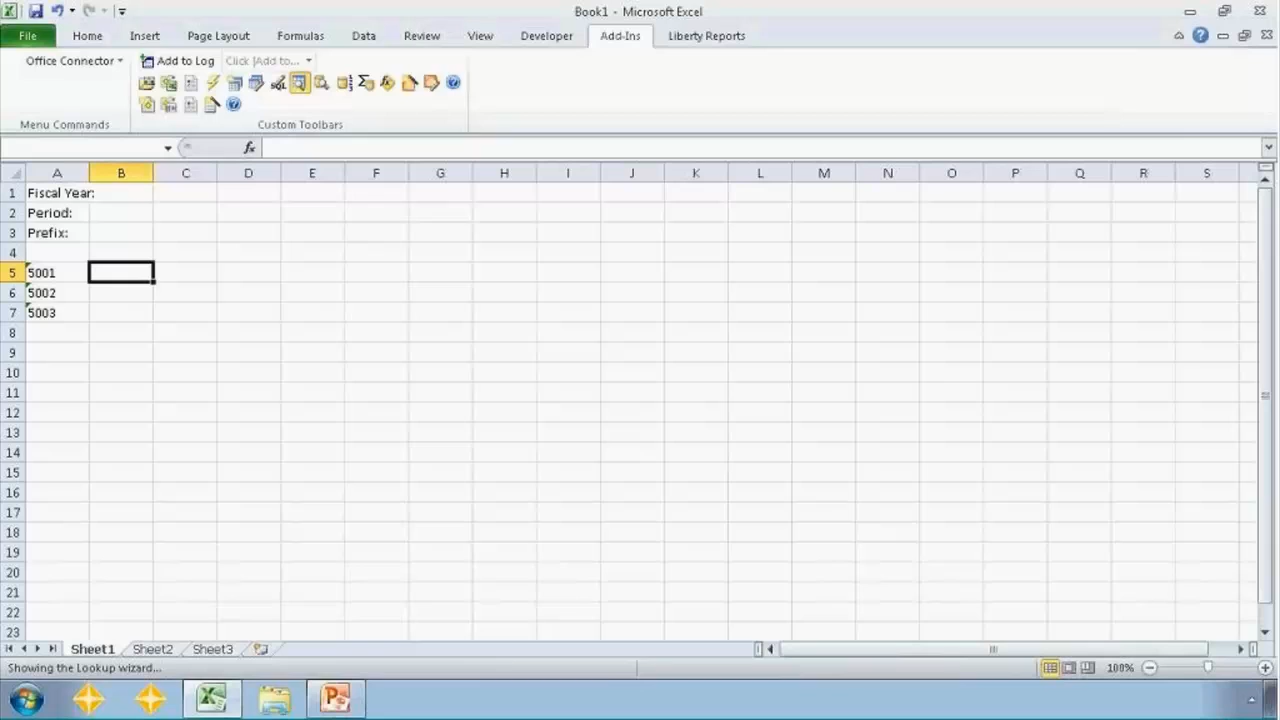 Book1 - Microsoft Excel
File Home Insert Page Layout Formulas Data Review View Developer Add-Ins Liberty Reports
Office Connector Add to Log Click [Add to...
SQL
Menu Commands Custom Toolbars
fx
A B C D E F G H I J K L M N O P Q R S
1 Fiscal Year:
2 Period:
3 Prefix:
4
5 5001
6 5002
7 5003
8
9
10
11
12
13
14
15
16
17
18
19
20
21
22
23
Sheet1 Sheet2 Sheet3
Showing the Lookup wizard... 100%